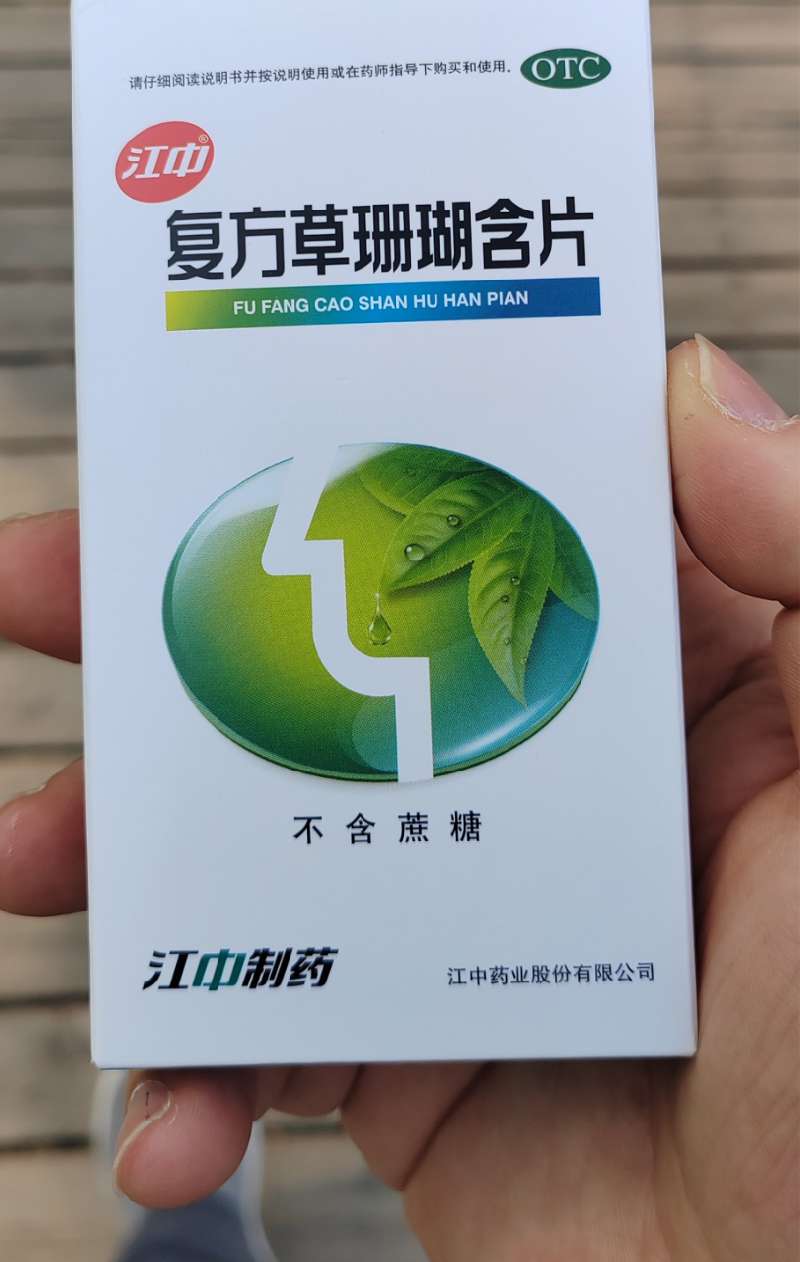 请仔细阅读说明书并按说明使用或在药师指导下购买和使用.
OTC
江中®
复方草珊瑚含片
FU FANG CAO SHAN HU HAN PIAN
不含蔗糖
江中制药
江中药业股份有限公司